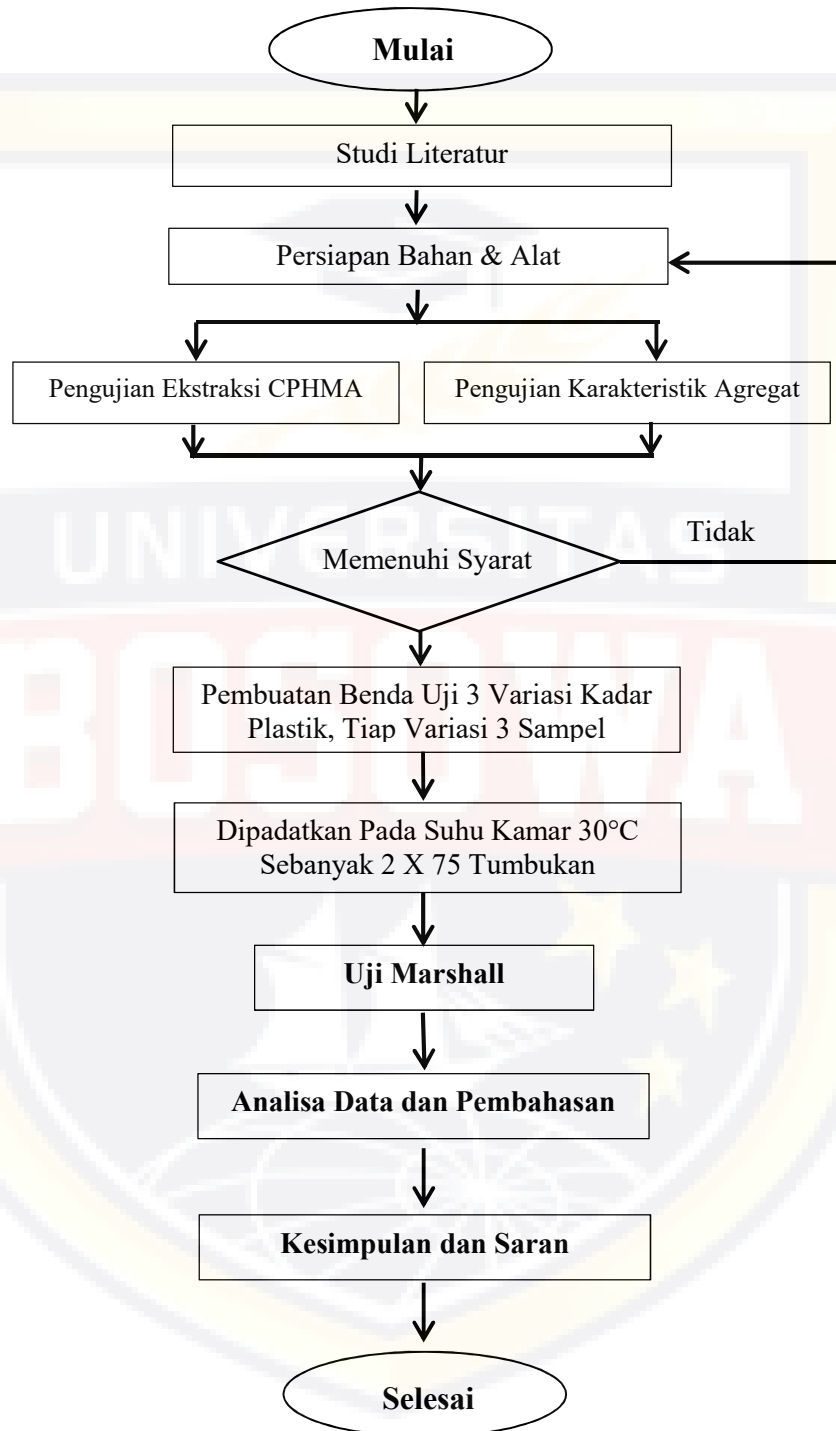 Mulai
Studi Literatur
Persiapan Bahan & Alat
Pengujian Ekstraksi CPHMA
Pengujian Karakteristik Agregat
Memenuhi Syarat
Tidak
UNIVERSITAS
BOSOWA
Pembuatan Benda Uji 3 Variasi Kadar
Plastik, Tiap Variasi 3 Sampel
Dipadatkan Pada Suhu Kamar 30°C
Sebanyak 2 X 75 Tumbukan
Uji Marshall
Analisa Data dan Pembahasan
Kesimpulan dan Saran
Selesai